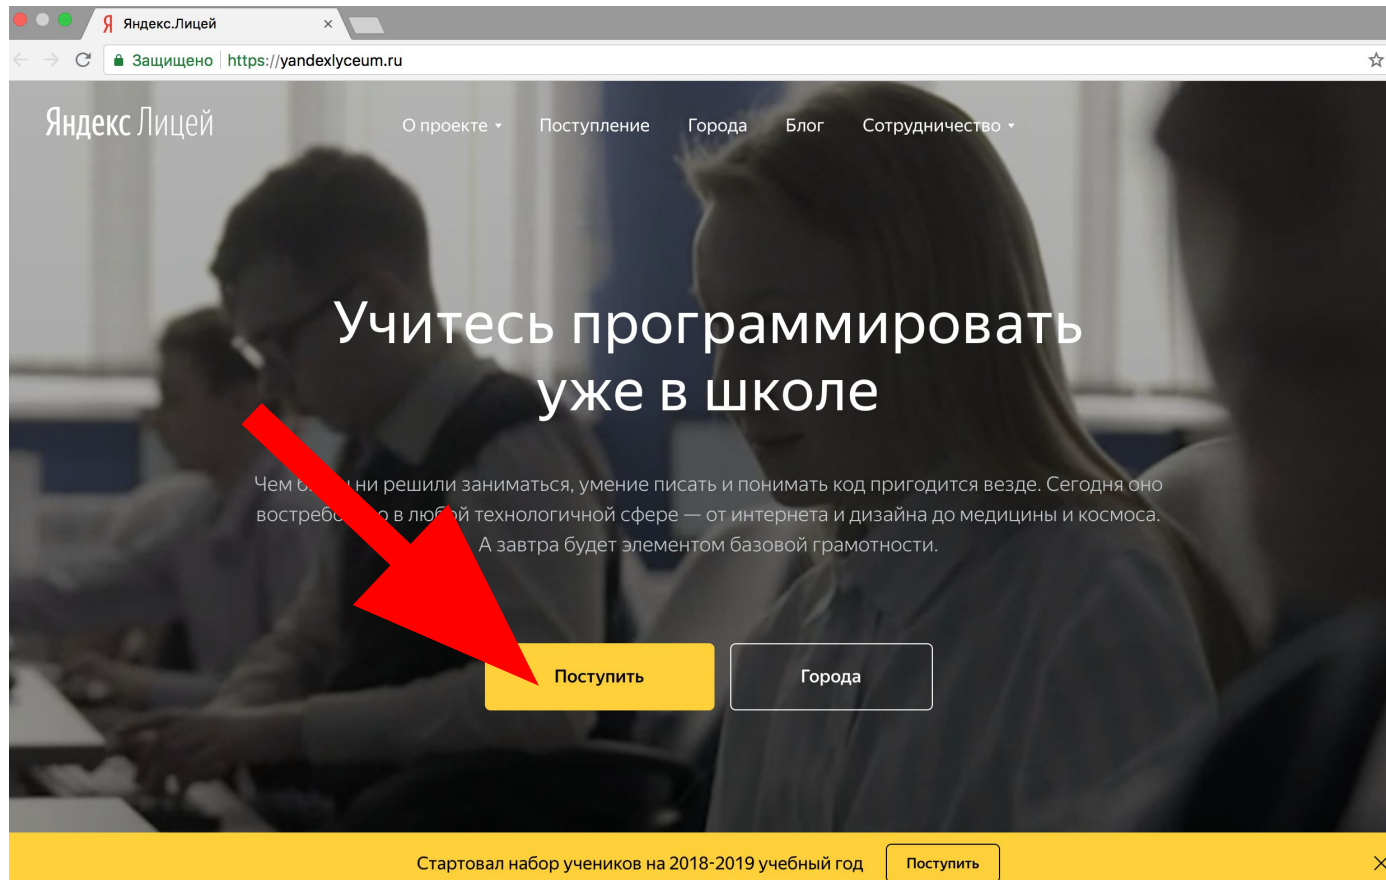 Яндекс.Лицей
Защищено https://yandexlyceum.ru
Яндекс Лицей О проекте Поступление Города Блог Сотрудничество
Учитесь программировать
уже в школе
Чем ни решили заниматься, умение писать и понимать код пригодится везде. Сегодня оно
в любой технологичной сфере — от интернета и дизайна до медицины и космоса.
А завтра будет элементом базовой грамотности.
Поступить Города
Стартовал набор учеников на 2018-2019 учебный год Поступить